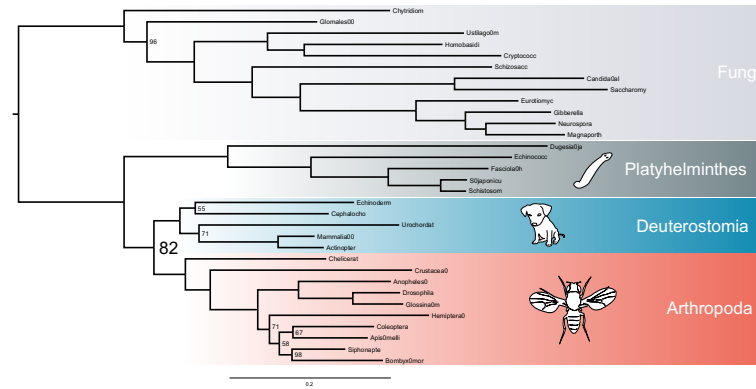 Chytridiom
Glomales00
96
Ustilago0m
Homobasidi
Cryptococc
Schizosacc
Fungi
Candida0al
Saccharomy
Eurotiomyc
Gibberella
Neurospora
Magnaporth
Dugesia0ja
Echinococc
Fasciola0h
Platyhelminthes
S0japonicu
Schistosom
Echinoderm
55
Cephalocho
Urochordat
Deuterostomia
71
Mammalia00
82
Actinopter
Chelicerat
Crustacea0
Anopheles0
Drosophila
Glossina0m
Arthropoda
Hemiptera0
71
Coleoptera
67
Apis0melli
58
Siphonapte
98
Bombyx0mor
0.2